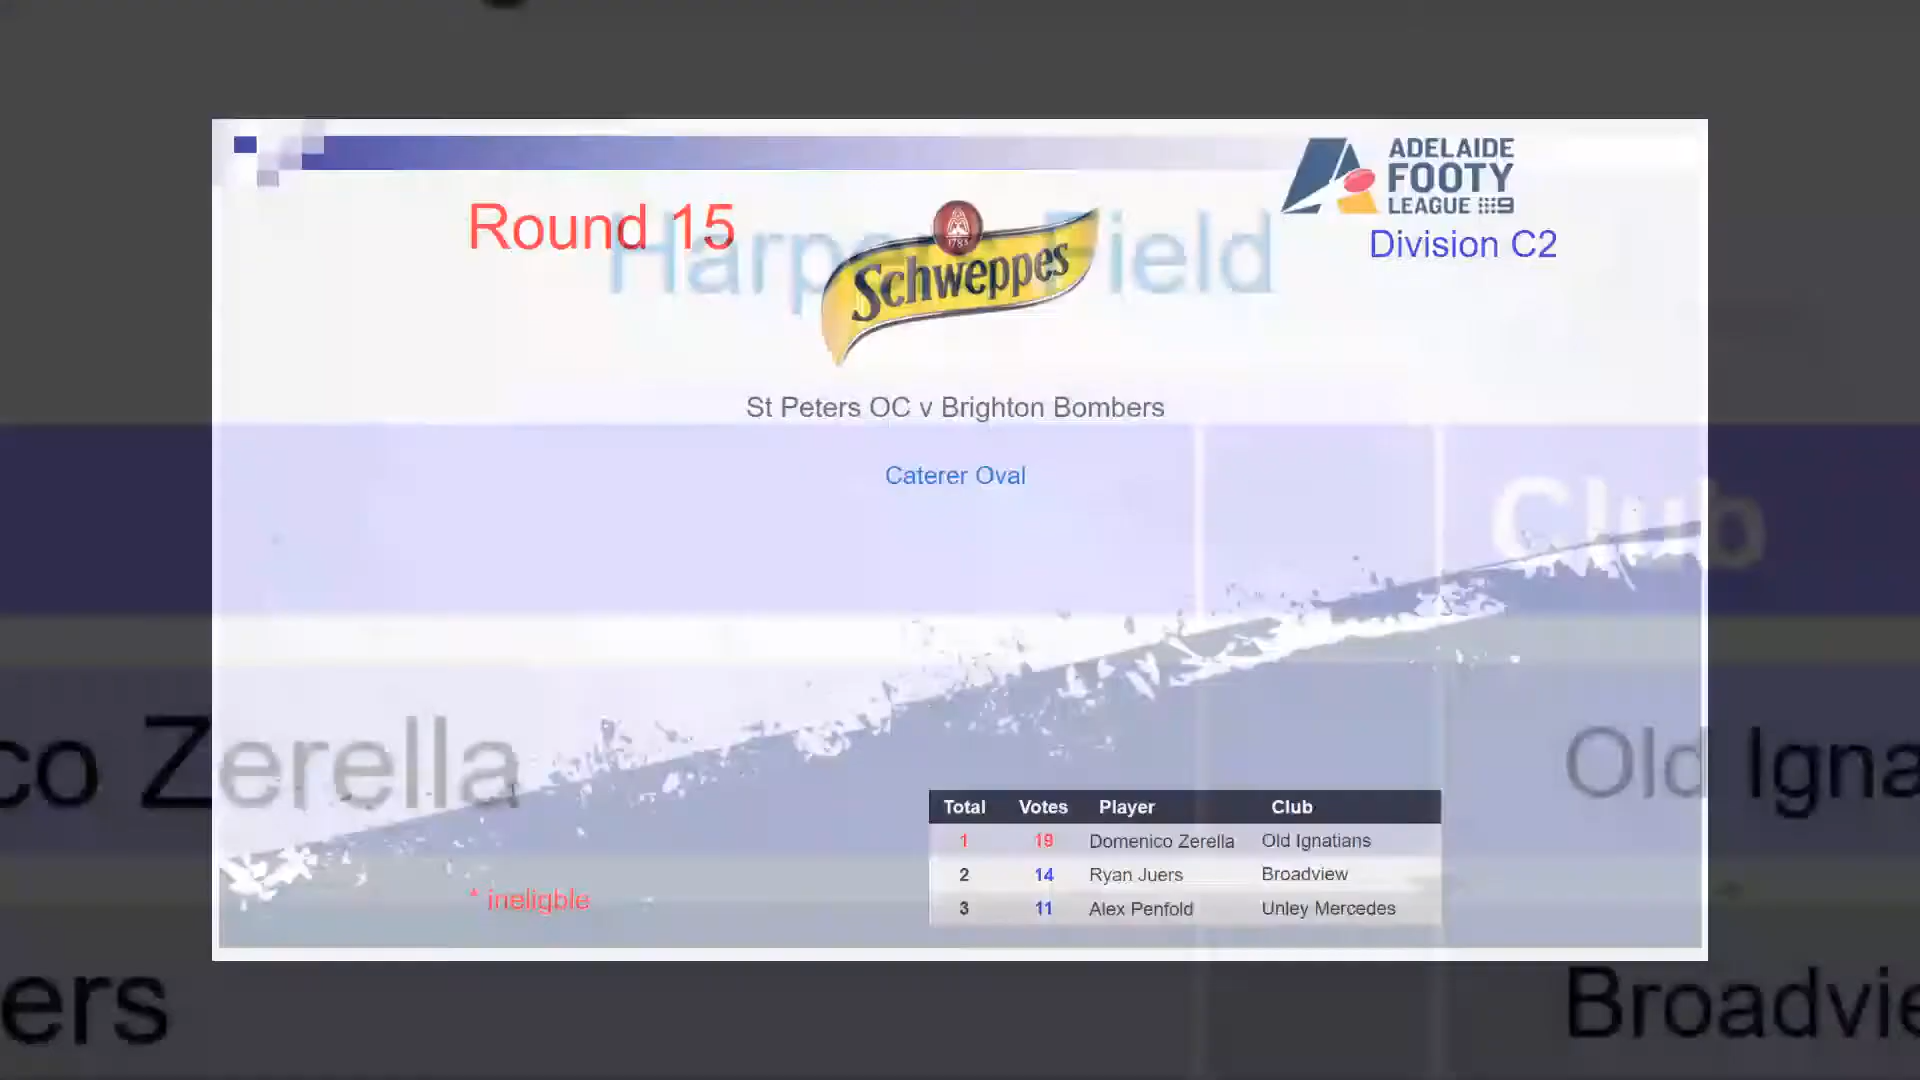 ADELAIDE
FOOTY
LEAGUE 9
Round 15
Division C2
Field
1783
Schweppes
St Peters OC v Brighton Bombers
Caterer Oval
Club
Total Votes Player Club
1 19 Domenico Zerella Old Ignatians
2 14 Ryan Juers Broadview
3 11 Alex Penfold Unley Mercedes
* ineligble
co Zerella
Old Igna
ers
Broadvie